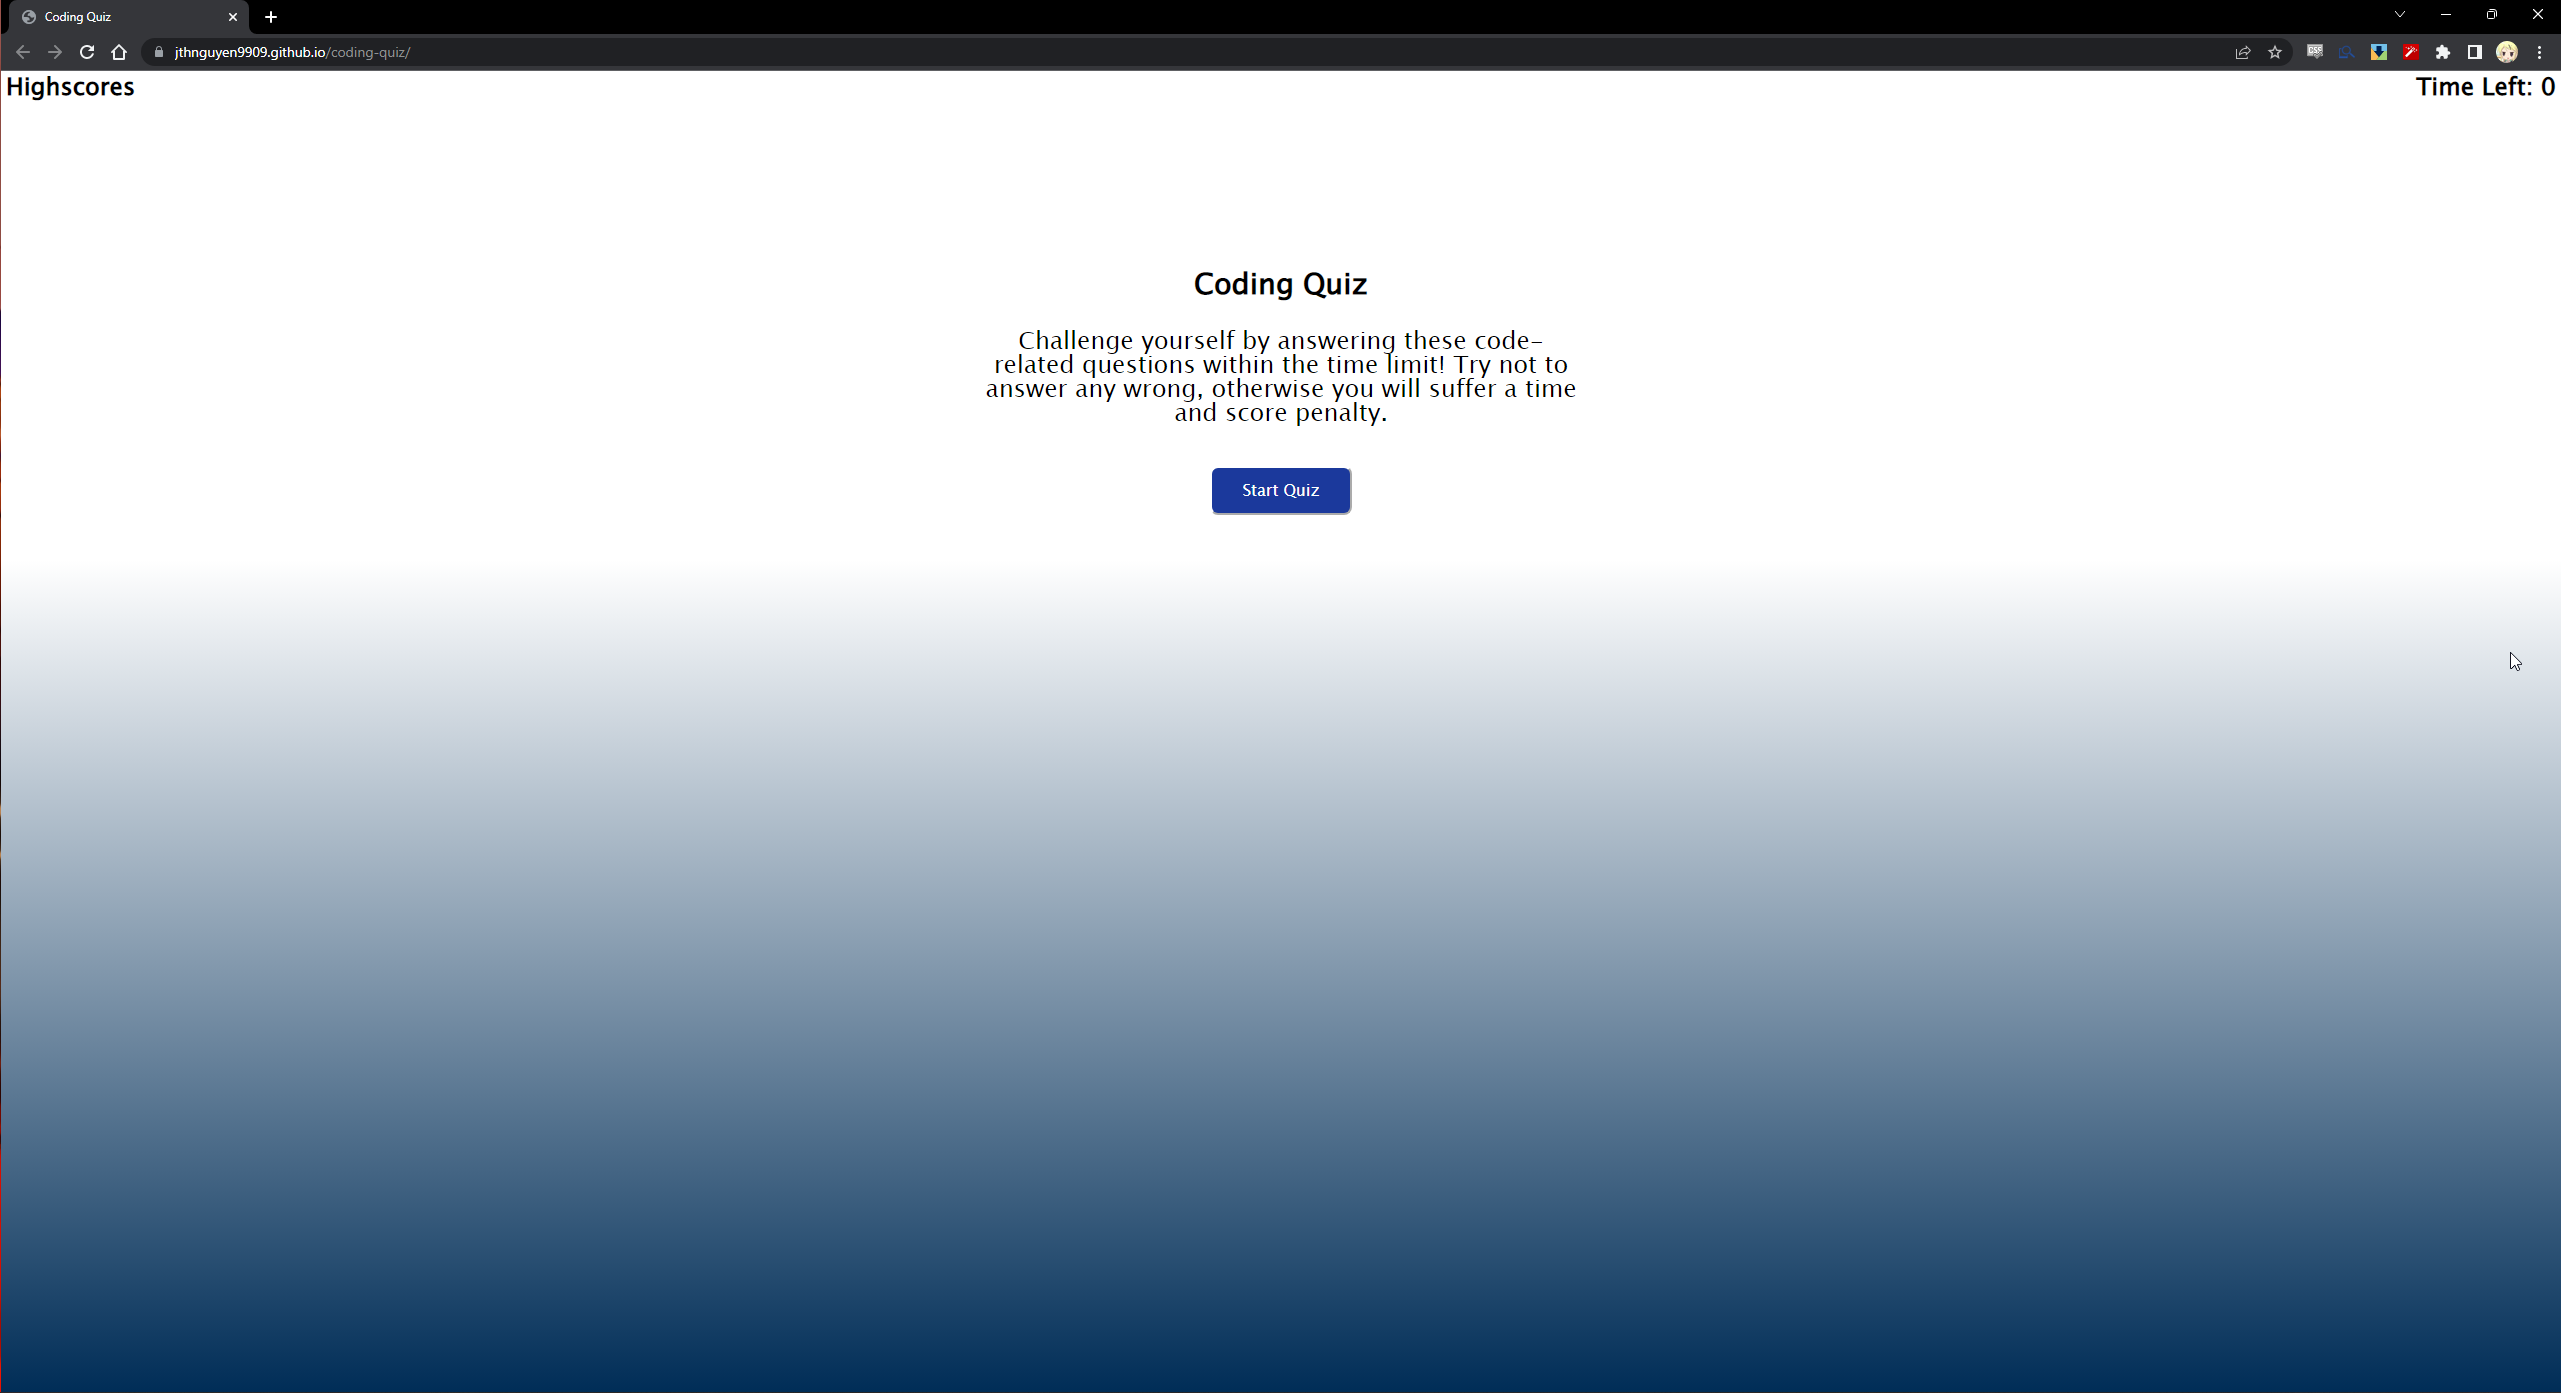 Coding Quiz
jthnguyen9909.github.io/coding-quiz/
Highscores
Time Left: 0
Coding Quiz
Challenge yourself by answering these code-
related questions within the time limit! Try not to
answer any wrong, otherwise you will suffer a time
and score penalty.
Start Quiz